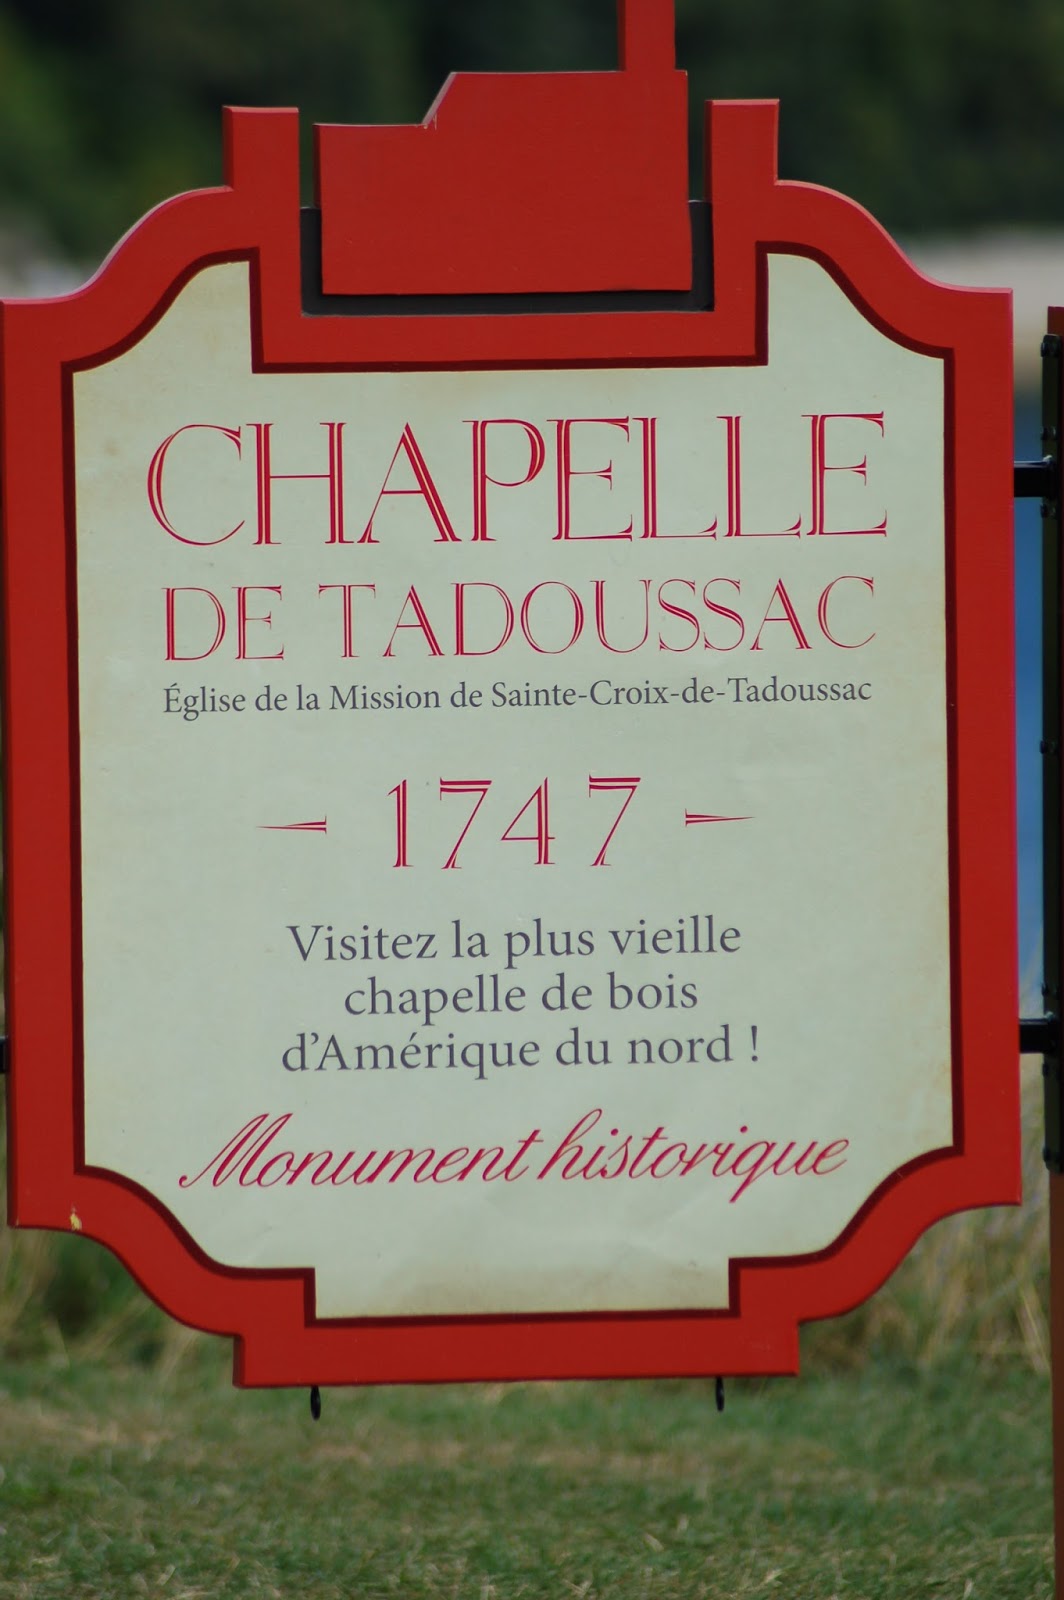 CHAPELLE
DE TADOUSSAC
Église de la Mission de Sainte-Croix-de-Tadoussac
- 1747 -
Visitez la plus vieille
chapelle de bois
d’Amérique du nord !
Monument historique